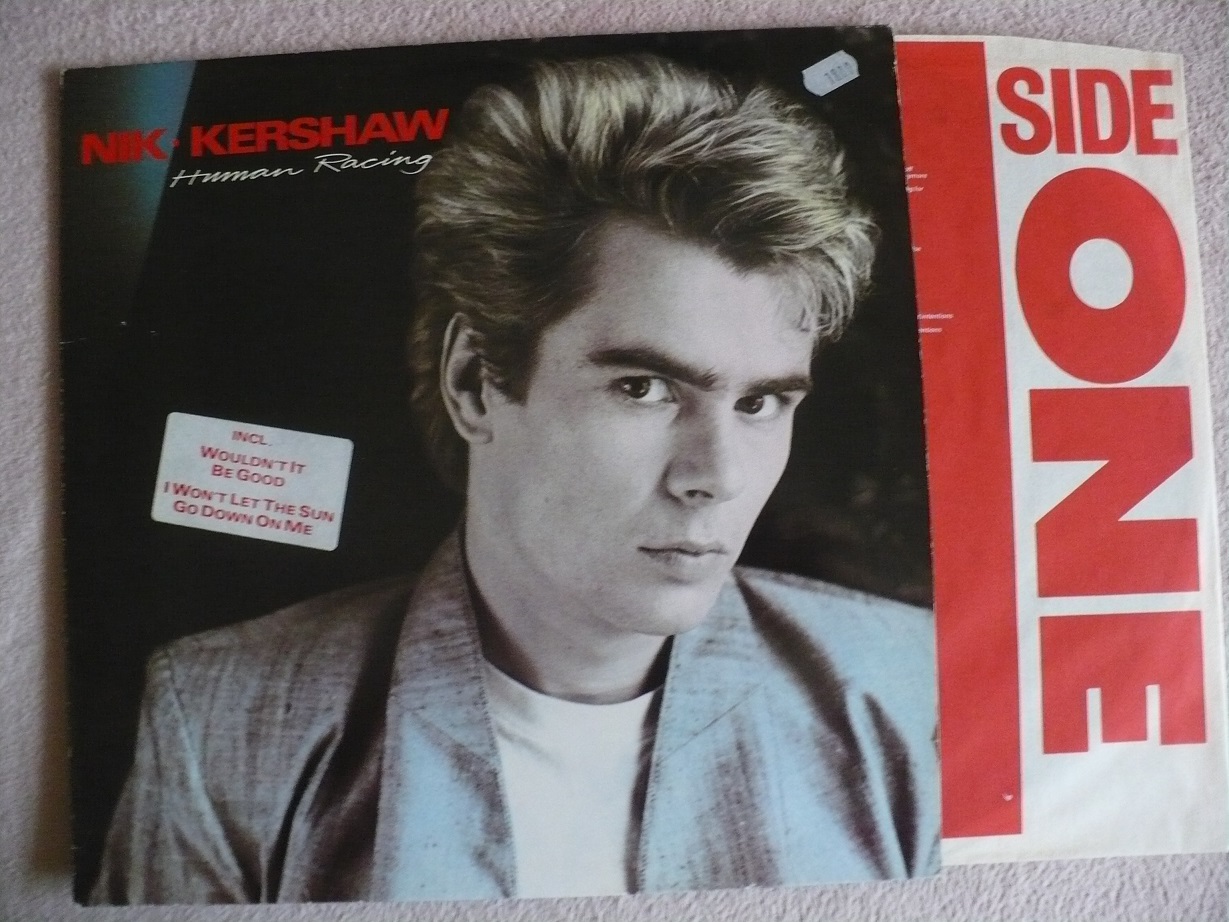 NIK·KERSHAW
Human Racing
INCL.
WOULDN'T IT
BE GOOD
I WON'T LET THE SUN
GO DOWN ON ME
SIDE
ONE